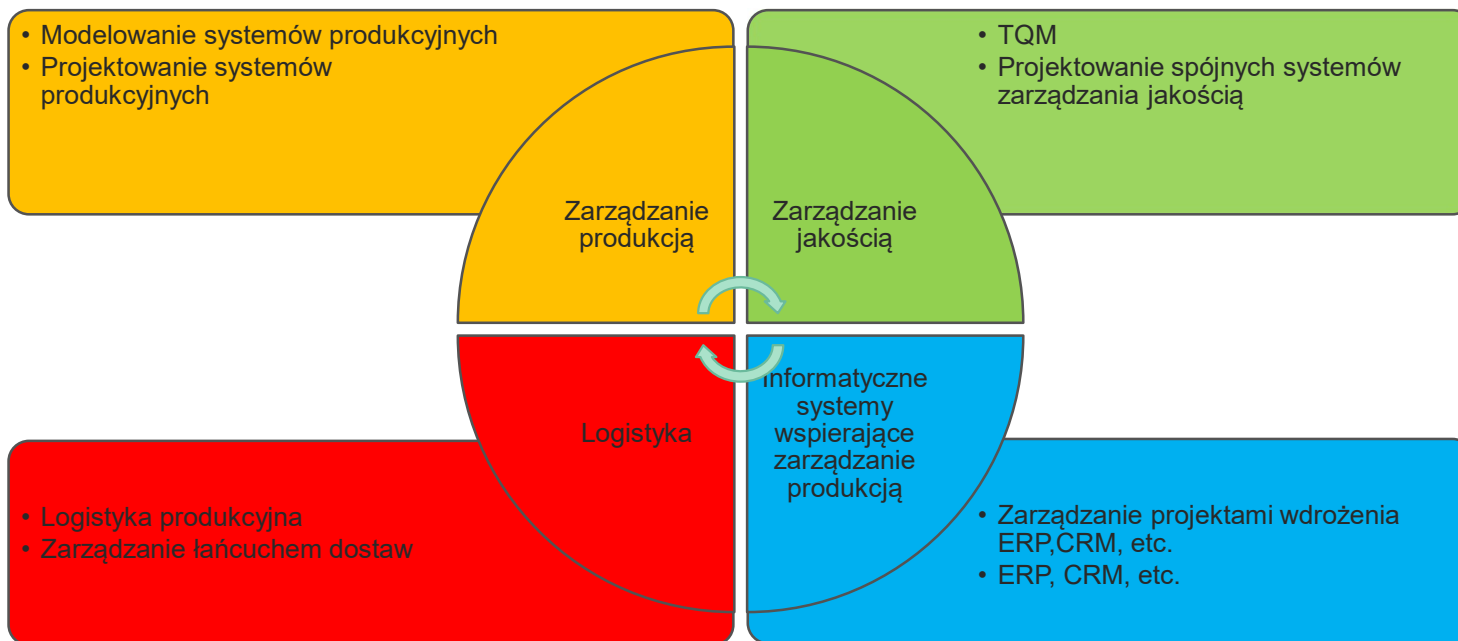 • Modelowanie systemów produkcyjnych
• Projektowanie systemów
produkcyjnych
• TQM
• Projektowanie spójnych systemów
zarządzania jakością
Zarządzanie
produkcją
Zarządzanie
jakością
Logistyka
Informatyczne
systemy
wspierające
zarządzanie
produkcją
• Logistyka produkcyjna
• Zarządzanie łańcuchem dostaw
• Zarządzanie projektami wdrożenia
ERP,CRM, etc.
• ERP, CRM, etc.